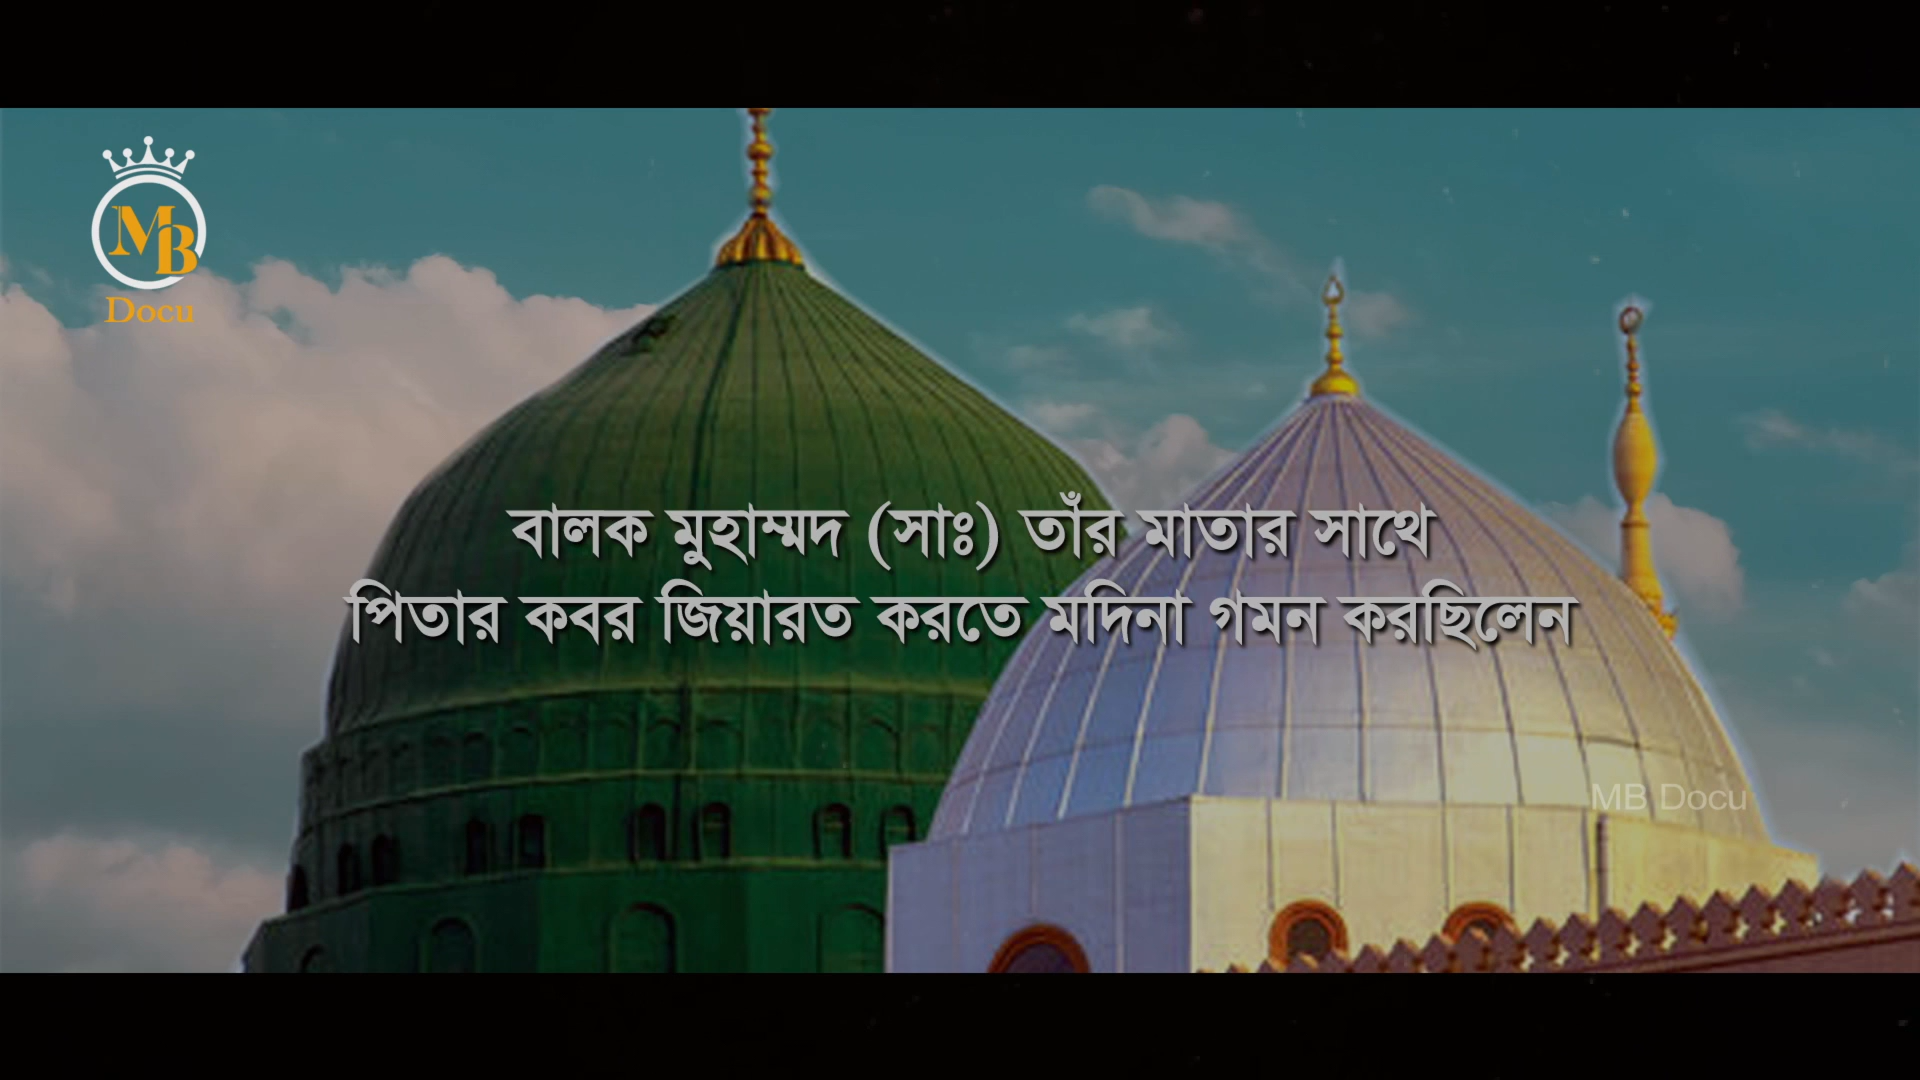 MB
Docu
বালক মুহাম্মদ (সাঃ) তাঁর মাতার সাথে
পিতার কবর জিয়ারত করতে মদিনা গমন করছিলেন
MB Docu